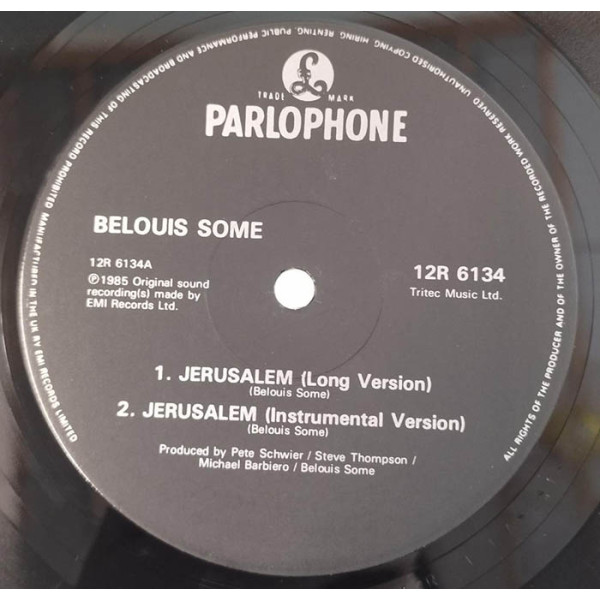 £
TRADE MARK
PARLOPHONE
BELOUIS SOME
12R 6134A
℗1985 Original sound
recording(s) made by
EMI Records Ltd.
12R 6134
Tritec Music Ltd.
1. JERUSALEM (Long Version)
(Belouis Some)
2. JERUSALEM (Instrumental Version)
(Belouis Some)
Produced by Pete Schwier / Steve Thompson /
Michael Barbiero / Belouis Some
ALL RIGHTS OF THE PRODUCER AND OF THE OWNER OF THE RECORDED WORK RESERVED UNAUTHORISED COPYING, HIRING, RENTING, PUBLIC PERFORMANCE AND BROADCASTING OF THIS RECORD PROHIBITED MANUFACTURED IN THE UK BY EMI RECORDS LIMITED